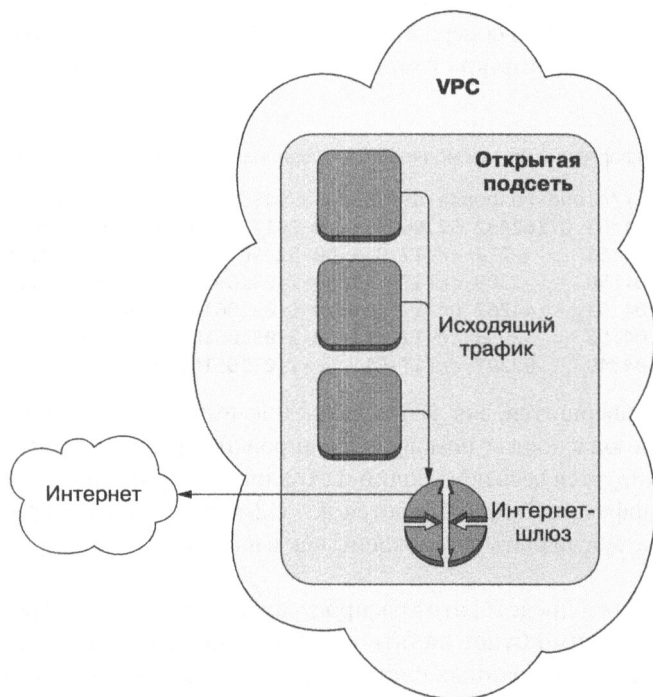 VPC
Открытая
подсеть
Исходящий
трафик
Интернет
Интернет-
шлюз